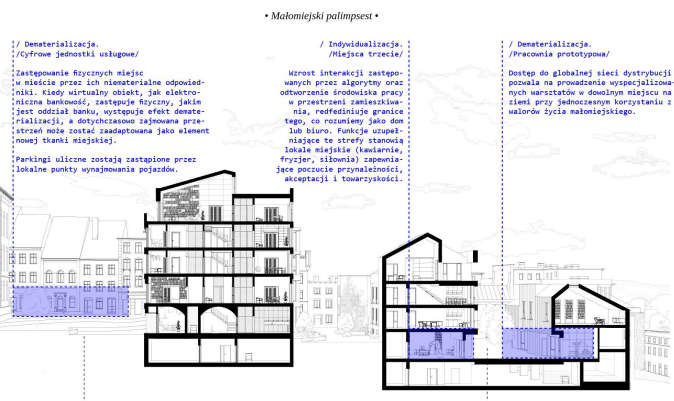 • Małomiejski palimpsest •
/ Dematerializacja.
/Cyfrowe jednostki usługowe/
Zastępowanie fizycznych miejsc
w mieście przez ich niematerialne odpowied-
niki. Kiedy wirtualny obiekt, jak elektro-
niczna bankowość, zastępuje fizyczny, jakim
jest oddział banku, występuje efekt demate-
rializacji, a dotychczasowo zajmowana prze-
strzeń może zostać zaadaptowana jako element
nowej tkanki miejskiej.
Parkingi uliczne zostają zastąpione przez
lokalne punkty wynajmowania pojazdów.
/ Indywidualizacja.
/Miejsca trzecie/
Wzrost interakcji zastępo-
wanych przez algorytmy oraz
odtworzenie środowiska pracy
w przestrzeni zamieszkiwa-
nia, redfediniuje granice
tego, co rozumiemy jako dom
lub biuro. Funkcje uzupeł-
niające te strefy stanowią
lokale miejskie (kawiarnie,
fryzjer, siłownia) zapewnia-
jące poczucie przynależności,
akceptacji i towarzyskości.
/ Dematerializacja.
/Pracownia prototypowa/
Dostęp do globalnej sieci dystrybucji
pozwala na prowadzenie wyspecjalizowa-
nych warsztatów w dowolnym miejscu na
ziemi przy jednoczesnym korzystaniu z
walorów życia małomiejskiego.